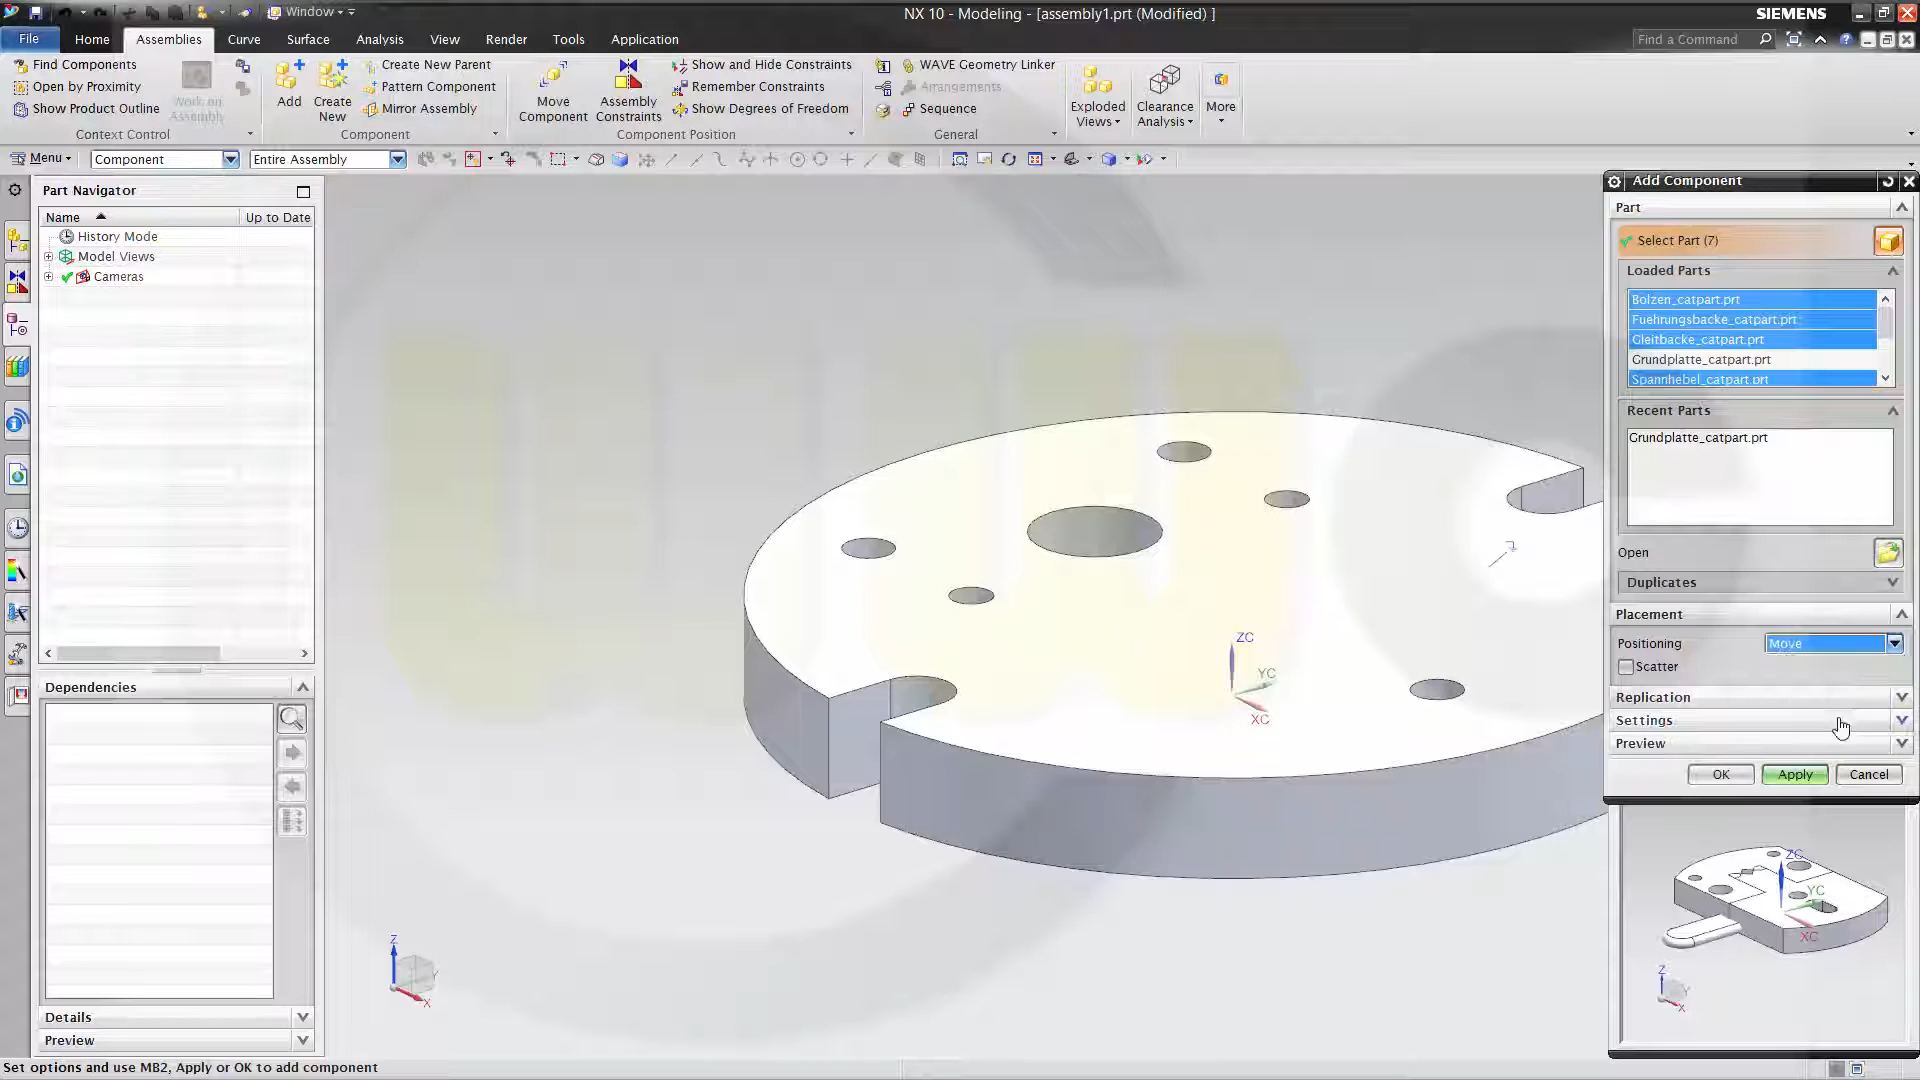 Window
NX 10 - Modeling - [assembly1.prt (Modified) ]
SIEMENS
File
Home
Assemblies
Curve
Surface
Analysis
View
Render
Tools
Application
Find a Command
Find Components
Open by Proximity
Show Product Outline
Context Control
Work on
Assembly
Add
Create
New
Create New Parent
Pattern Component
Mirror Assembly
Component
Move
Component
Assembly
Constraints
Show and Hide Constraints
Remember Constraints
Show Degrees of Freedom
Component Position
WAVE Geometry Linker
Arrangements
Sequence
General
Exploded
Views
Clearance
Analysis
More
Menu
Component
Entire Assembly
Part Navigator
Name
Up to Date
History Mode
Model Views
Cameras
Dependencies
Details
Preview
ZC
YC
XC
Z
Y
X
Add Component
Part
Select Part (7)
Loaded Parts
Bolzen_catpart.prt
Fuehrungsbacke_catpart.prt
Gleitbacke_catpart.prt
Grundplatte_catpart.prt
Spannhebel_catpart.prt
Recent Parts
Grundplatte_catpart.prt
Open
Duplicates
Placement
Positioning
Move
Scatter
Replication
Settings
Preview
OK
Apply
Cancel
ZC
YC
XC
Z
X
Set options and use MB2, Apply or OK to add component